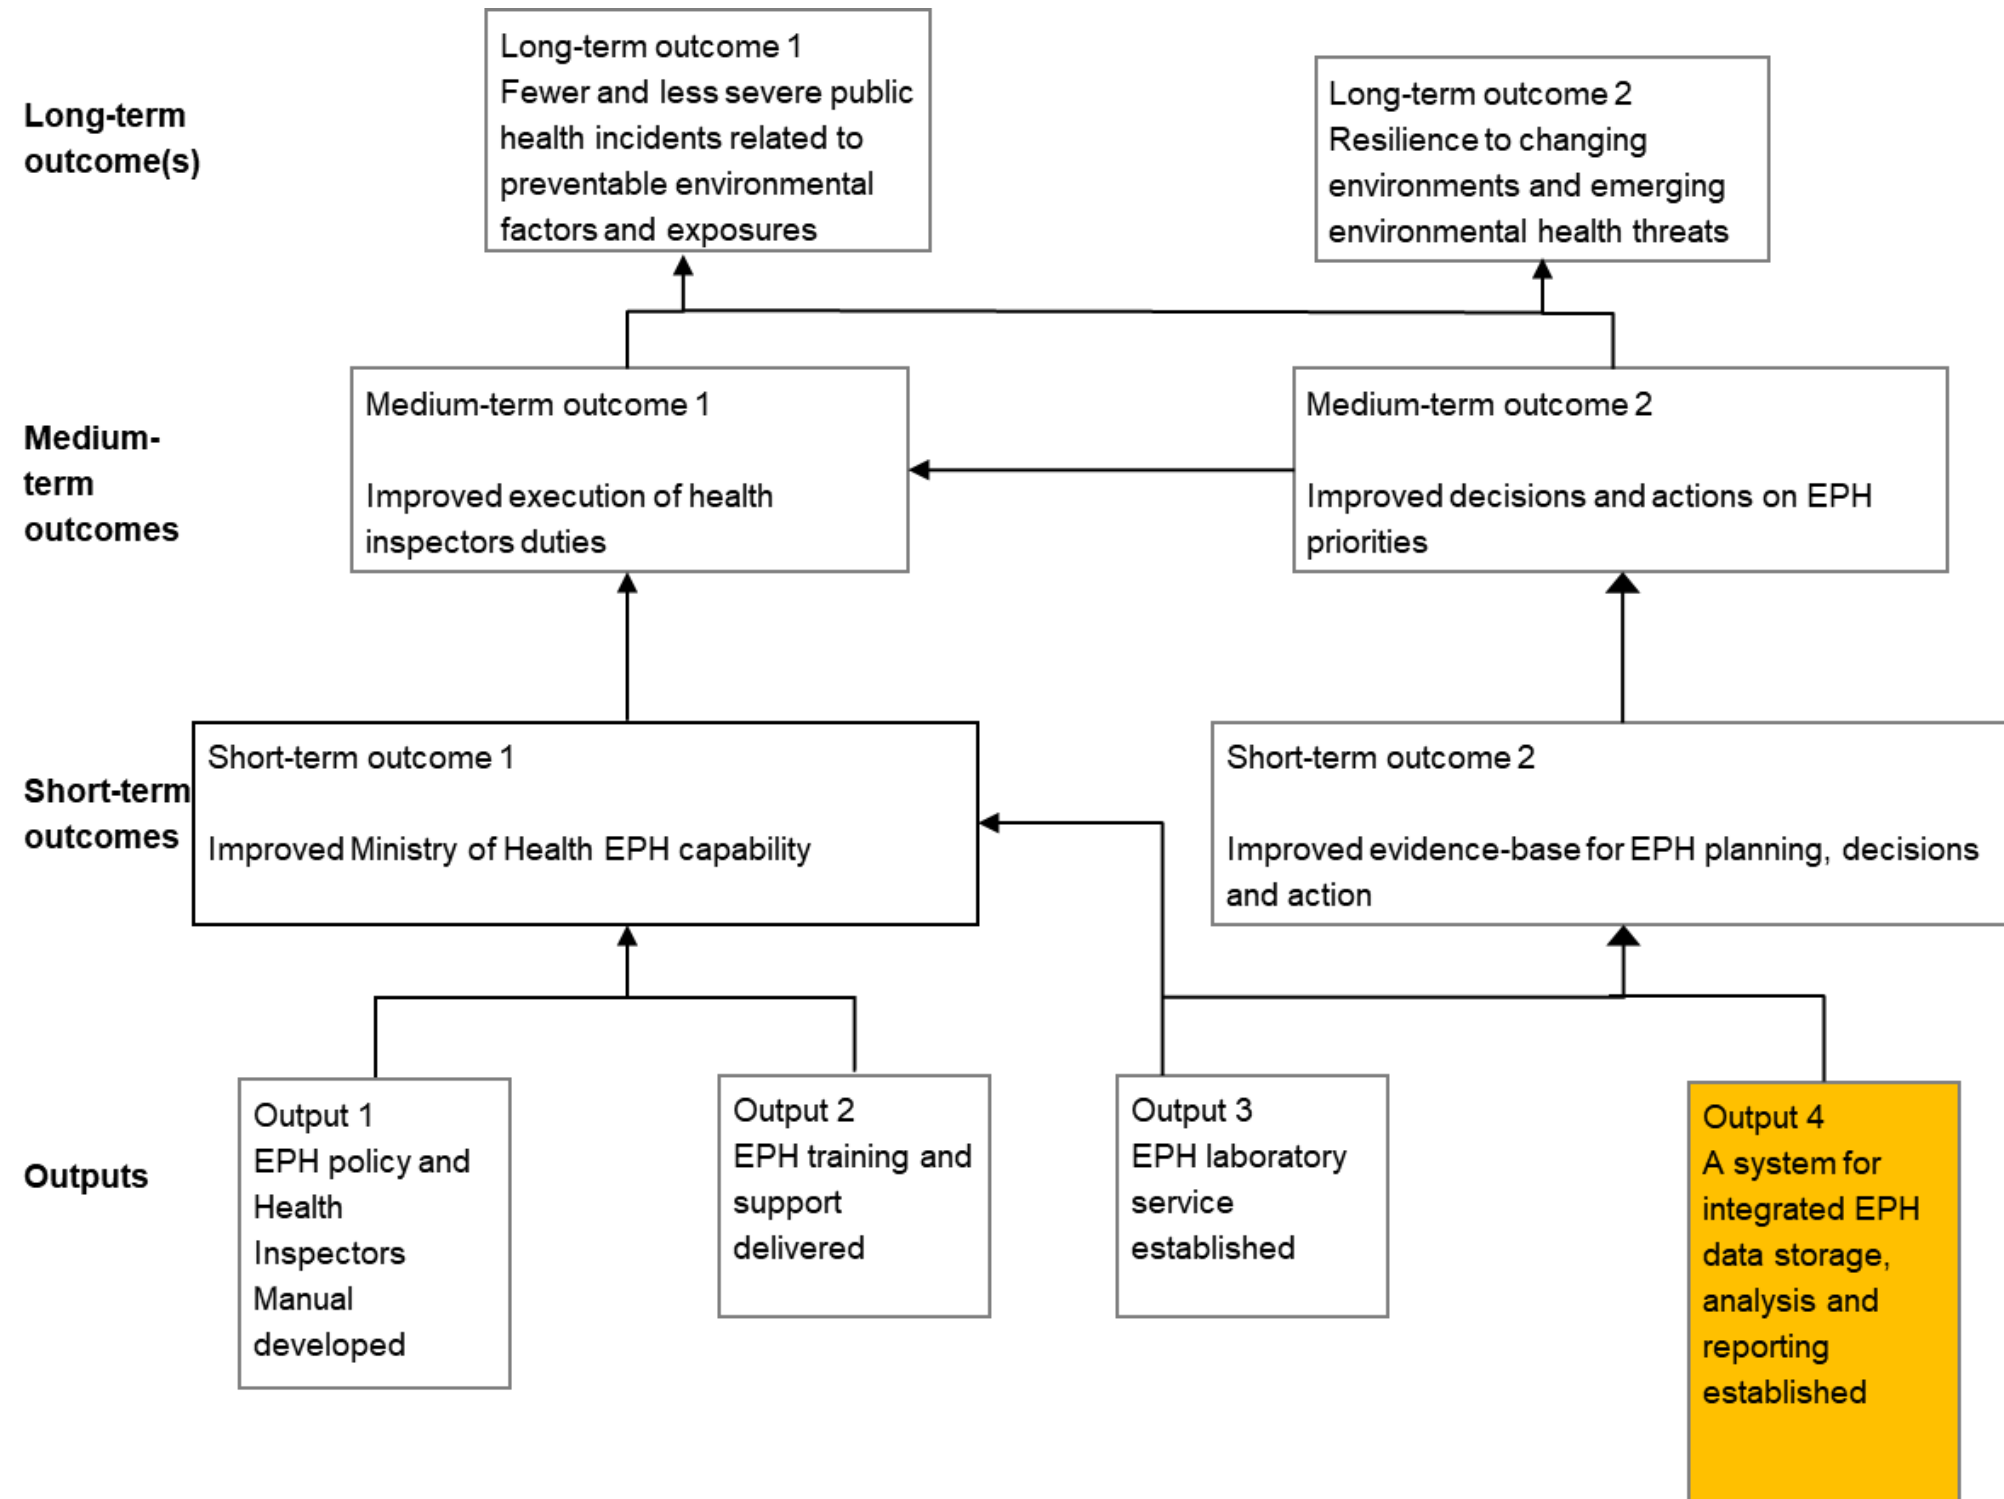 Long-term
outcome(s)
Long-term outcome 1
Fewer and less severe public
health incidents related to
preventable environmental
factors and exposures
Long-term outcome 2
Resilience to changing
environments and emerging
environmental health threats
Medium-
term
outcomes
Medium-term outcome 1
Improved execution of health
inspectors duties
Medium-term outcome 2
Improved decisions and actions on EPH
priorities
Short-term
outcomes
Short-term outcome 1
Improved Ministry of Health EPH capability
Short-term outcome 2
Improved evidence-base for EPH planning, decisions
and action
Outputs
Output 1
EPH policy and
Health
Inspectors
Manual
developed
Output 2
EPH training and
support
delivered
Output 3
EPH laboratory
service
established
Output 4
A system for
integrated EPH
data storage,
analysis and
reporting
established